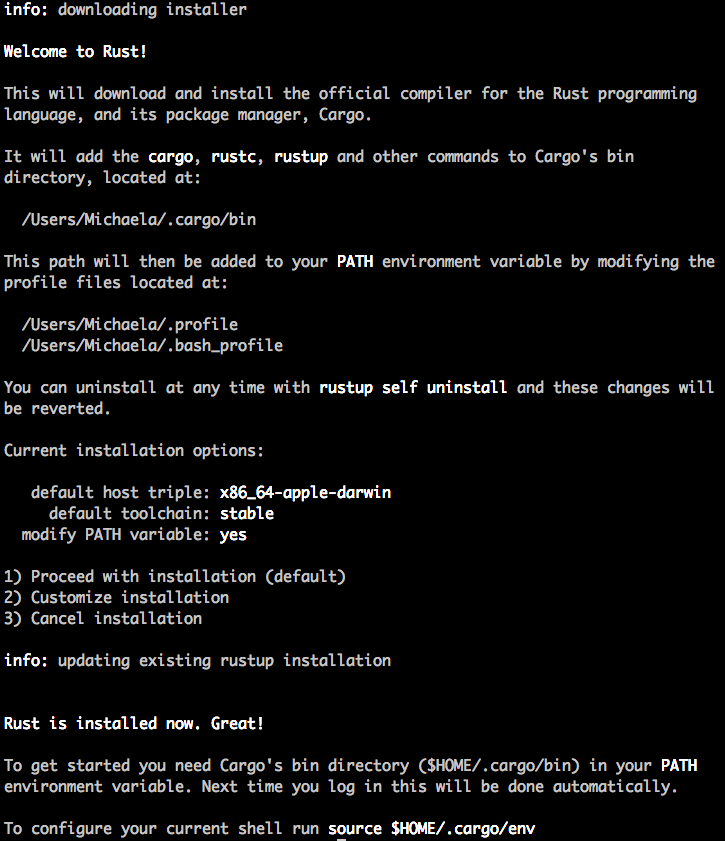 info: downloading installer
Welcome to Rust!
This will download and install the official compiler for the Rust programming
language, and its package manager, Cargo.
It will add the cargo, rustc, rustup and other commands to Cargo's bin
directory, located at:
/Users/Michaela/.cargo/bin
This path will then be added to your PATH environment variable by modifying the
profile files located at:
/Users/Michaela/.profile
/Users/Michaela/.bash_profile
You can uninstall at any time with rustup self uninstall and these changes will
be reverted.
Current installation options:
default host triple: x86_64-apple-darwin
default toolchain: stable
modify PATH variable: yes
1) Proceed with installation (default)
2) Customize installation
3) Cancel installation
info: updating existing rustup installation
Rust is installed now. Great!
To get started you need Cargo's bin directory ($HOME/.cargo/bin) in your PATH
environment variable. Next time you log in this will be done automatically.
To configure your current shell run source $HOME/.cargo/env